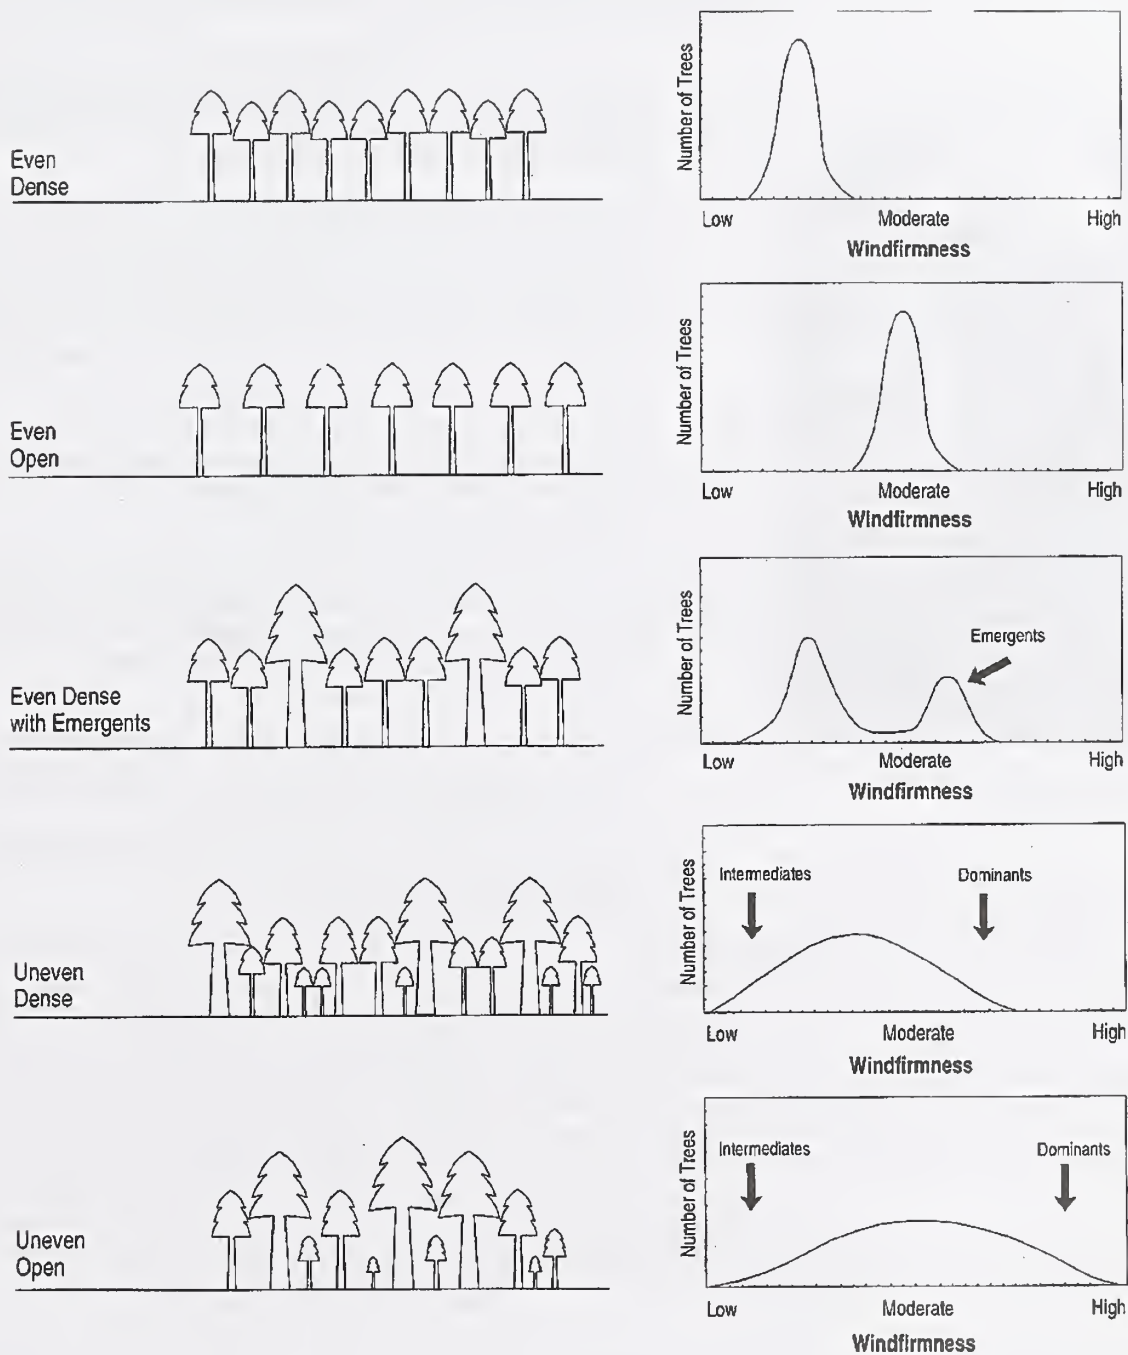 Number of Trees
Even
Dense
Low Moderate High
Windfirmness
Number of Trees
Even
Open
Low Moderate High
Windfirmness
Number of Trees
Emergents
Even Dense
with Emergents
Low Moderate High
Windfirmness
Number of Trees
Intermediates Dominants
Uneven
Dense
Low Moderate High
Windfirmness
Number of Trees
Intermediates Dominants
Uneven
Open
Low Moderate High
Windfirmness